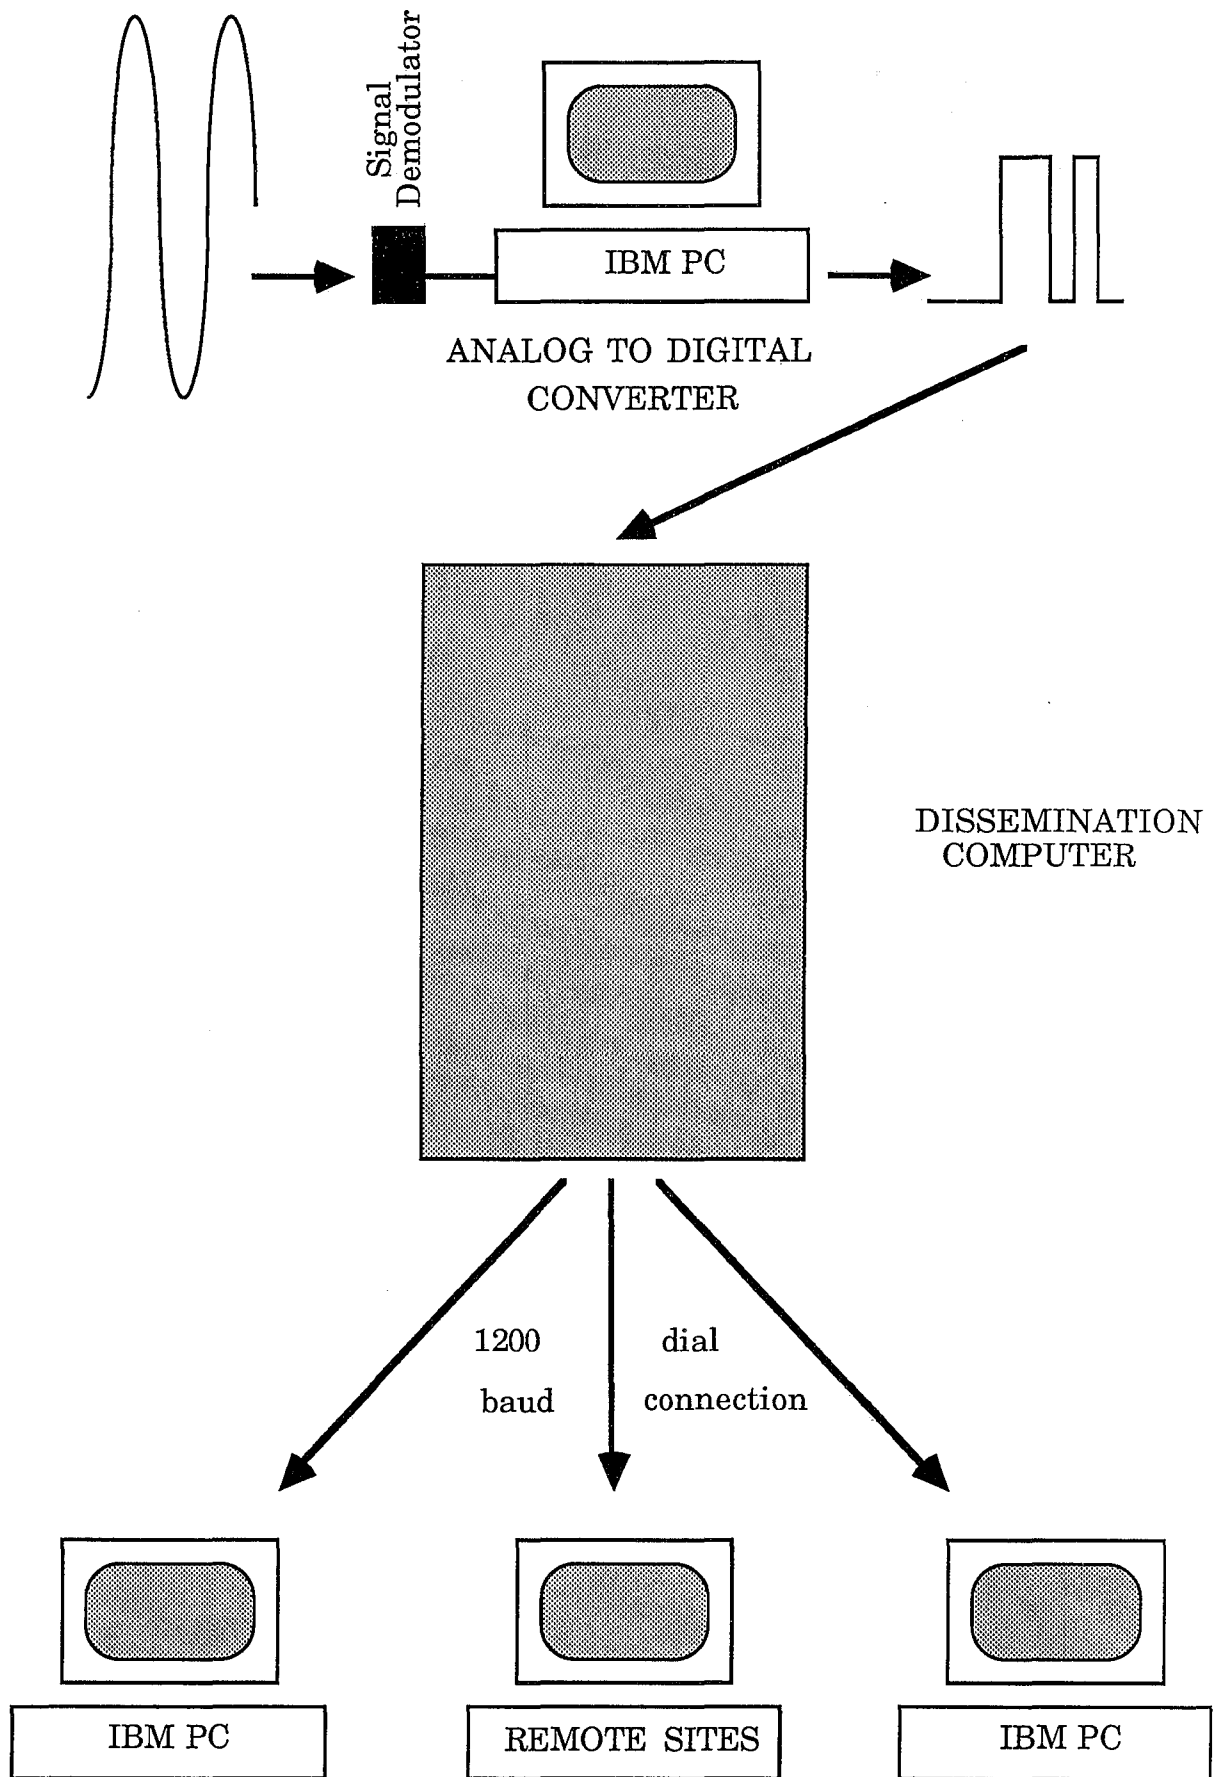 Signal
Demodulator
IBM PC
ANALOG TO DIGITAL
CONVERTER
DISSEMINATION
COMPUTER
1200
baud
dial
connection
IBM PC
REMOTE SITES
IBM PC